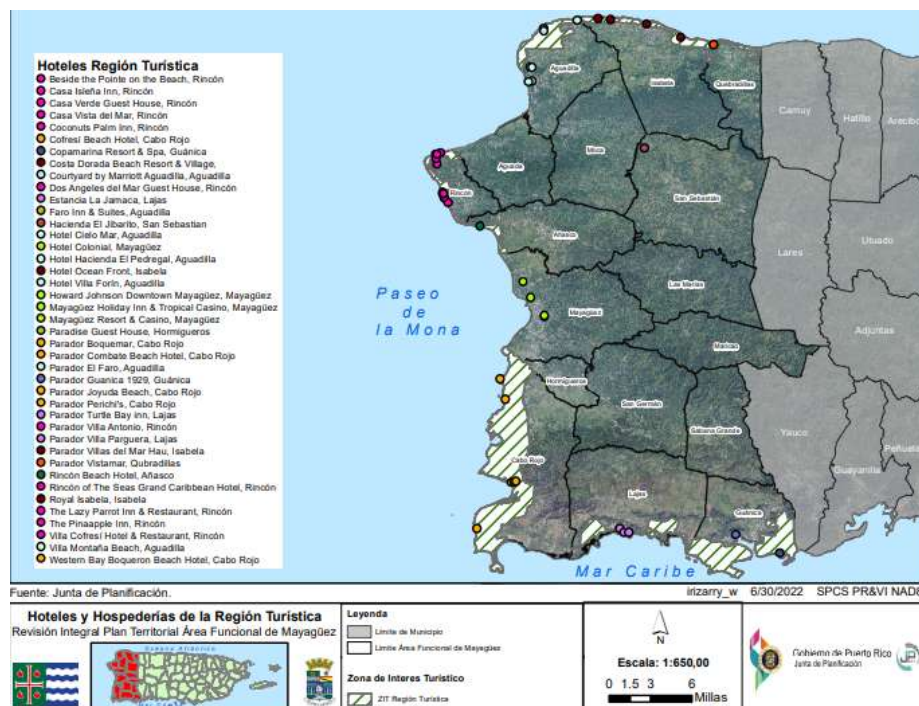 Hoteles Región Turística
Beside the Pointe on the Beach, Rincón
Casa Isleña Inn, Rincón
Casa Verde Guest House, Rincón
Casa Vista del Mar, Rincón
Coconuts Palm Inn, Rincón
Cofresí Beach Hotel, Cabo Rojo
Copamarina Resort & Spa, Guánica
Costa Dorada Beach Resort & Village,
Courtyard by Marriott Aguadilla, Aguadilla
Dos Angeles del Mar Guest House, Rincón
Estancia La Jamaca, Lajas
Faro Inn & Suites, Aguadilla
Hacienda El Jibarito, San Sebastian
Hotel Cielo Mar, Aguadilla
Hotel Colonial, Mayagüez
Hotel Hacienda El Pedregal, Aguadilla
Hotel Ocean Front, Isabela
Hotel Villa Forín, Aguadilla
Howard Johnson Downtown Mayagüez, Mayagüez
Mayagüez Holiday Inn & Tropical Casino, Mayagüez
Mayagüez Resort & Casino, Mayagüez
Paradise Guest House, Hormigueros
Parador Boquemar, Cabo Rojo
Parador Combate Beach Hotel, Cabo Rojo
Parador El Faro, Aguadilla
Parador Guanica 1929, Guánica
Parador Joyuda Beach, Cabo Rojo
Parador Perichi's, Cabo Rojo
Parador Turtle Bay Inn, Lajas
Parador Villa Antonio, Rincón
Parador Villa Parguera, Lajas
Parador Villas del Mar Hau, Isabela
Parador Vistamar, Qubradillas
Rincón Beach Hotel, Añasco
Rincón of The Seas Grand Caribbean Hotel, Rincón
Royal Isabela, Isabela
The Lazy Parrot Inn & Restaurant, Rincón
The Pinaapple Inn, Rincón
Villa Cofresí Hotel & Restaurant, Rincón
Villa Montaña Beach, Aguadilla
Western Bay Boqueron Beach Hotel, Cabo Rojo
Aguadilla
Isabela
Quebradillas
Camuy
Hatillo
Arecibo
Moca
Aguada
Rincón
San Sebastián
Añasco
Lares
Utuado
Las Marías
Mayagüez
Adjuntas
Maricao
Hormigueros
San Germán
Sabana Grande
Yauco
Peñuelas
Guayanilla
Cabo Rojo
Lajas
Guánica
Paseo
de
la Mona
Mar Caribe
Fuente: Junta de Planificación.
irizarry_w 6/30/2022 SPCS PR&VI NAD8
Hoteles y Hospederías de la Región Turística
Revisión Integral Plan Territorial Área Funcional de Mayagüez
Océano Atlántico
Leyenda
Límite de Municipio
Límite Área Funcional de Mayagüez
Zona de Interes Turístico
ZIT Región Turística
N
Escala: 1:650,00
0 1.5 3 6
Millas
Gobierno de Puerto Rico
Junta de Planificación
JP